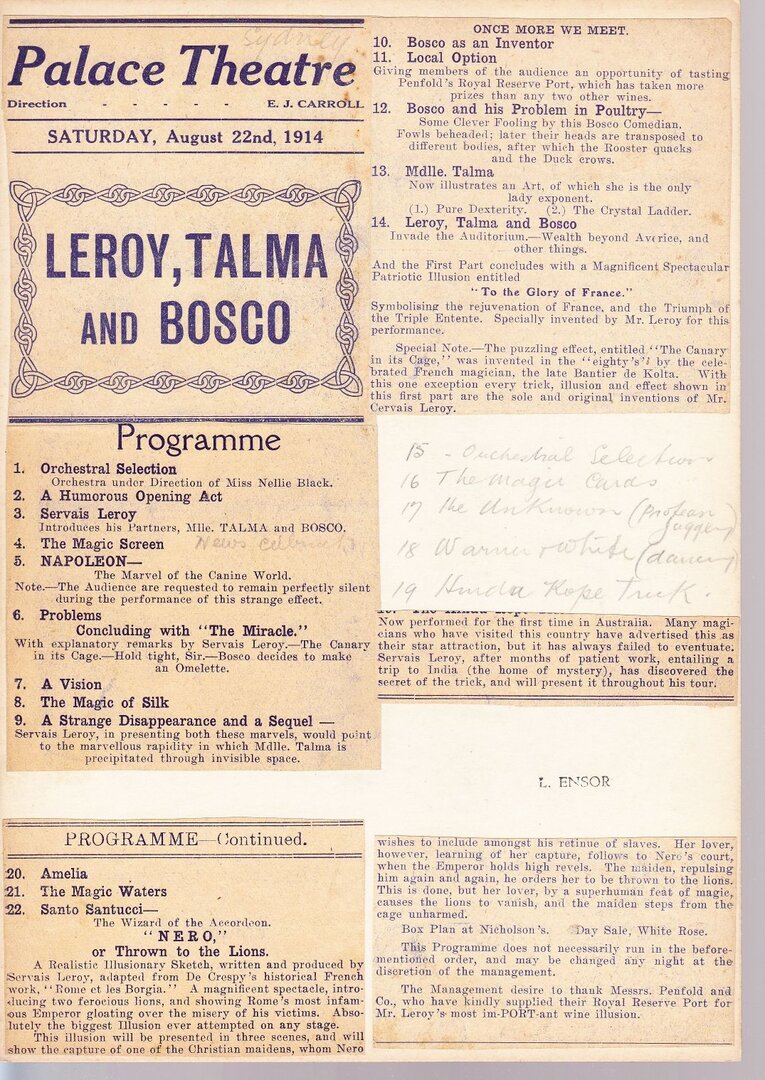 Sydney
Palace Theatre
Direction - - - - - - E. J. CARROLL
SATURDAY, August 22nd, 1914
LEROY, TALMA
AND BOSCO
Programme
1. Orchestral Selection
Orchestra under Direction of Miss Nellie Black.
2. A Humorous Opening Act
3. Servais Leroy
Introduces his Partners, Mlle. TALMA and BOSCO.
4. The Magic Screen
5. NAPOLEON—
The Marvel of the Canine World.
Note.—The Audience are requested to remain perfectly silent
during the performance of this strange effect.
6. Problems
Concluding with "The Miracle."
With explanatory remarks by Servais Leroy.—The Canary
in its Cage.—Hold tight, Sir.—Bosco decides to make
an Omelette.
7. A Vision
8. The Magic of Silk
9. A Strange Disappearance and a Sequel —
Servais Leroy, in presenting both these marvels, would point
to the marvellous rapidity in which Mdlle. Talma is
precipitated through invisible space.
ONCE MORE WE MEET.
10. Bosco as an Inventor
11. Local Option
Giving members of the audience an opportunity of tasting
Penfold's Royal Reserve Port, which has taken more
prizes than any two other wines.
12. Bosco and his Problem in Poultry—
Some Clever Fooling by this Bosco Comedian.
Fowls beheaded; later their heads are transposed to
different bodies, after which the Rooster quacks
and the Duck crows.
13. Mdlle. Talma
Now illustrates an Art, of which she is the only
lady exponent.
(1.) Pure Dexterity. (2.) The Crystal Ladder.
14. Leroy, Talma and Bosco
Invade the Auditorium.—Wealth beyond Averice, and
other things.
And the First Part concludes with a Magnificent Spectacular
Patriotic Illusion entitled
"To the Glory of France."
Symbolising the rejuvenation of France, and the Triumph of
the Triple Entente. Specially invented by Mr. Leroy for this
performance.
Special Note.—The puzzling effect, entitled "The Canary
in its Cage," was invented in the "eighty's" by the cele-
brated French magician, the late Bantier de Kolta. With
this one exception every trick, illusion and effect shown in
this first part are the sole and original inventions of Mr.
Cervais Leroy.
15 - Orchestral Selection
16 The Magic Cards
17 The Unknown (
18 Warner & White (
19 Hindu Rope Trick.
Now performed for the first time in Australia. Many magi-
cians who have visited this country have advertised this as
their star attraction, but it has always failed to eventuate.
Servais Leroy, after months of patient work, entailing a
trip to India (the home of mystery), has discovered the
secret of the trick, and will present it throughout his tour.
L. ENSOR
PROGRAMME—Continued.
20. Amelia
21. The Magic Waters
22. Santo Santucci—
The Wizard of the Accordeon.
"NERO,"
or Thrown to the Lions.
A Realistic Illusionary Sketch, written and produced by
Servais Leroy, adapted from De Crespy's historical French
work, "Rome et les Borgia." A magnificent spectacle, intro-
ducing two ferocious lions, and showing Rome's most infam-
ous Emperor gloating over the misery of his victims. Abso-
lutely the biggest Illusion ever attempted on any stage.
This illusion will be presented in three scenes, and will
show the capture of one of the Christian maidens, whom Nero
wishes to include amongst his retinue of slaves. Her lover,
however, learning of her capture, follows to Nero's court,
when the Emperor holds high revels. The maiden, repulsing
him again and again, he orders her to be thrown to the lions.
This is done, but her lover, by a superhuman feat of magic,
causes the lions to vanish, and the maiden steps from the
cage unharmed.
Box Plan at Nicholson's. Day Sale, White Rose.
This Programme does not necessarily run in the before-
mentioned order, and may be changed any night at the
discretion of the management.
The Management desire to thank Messrs. Penfold and
Co., who have kindly supplied their Royal Reserve Port for
Mr. Leroy's most im-PORT-ant wine illusion.